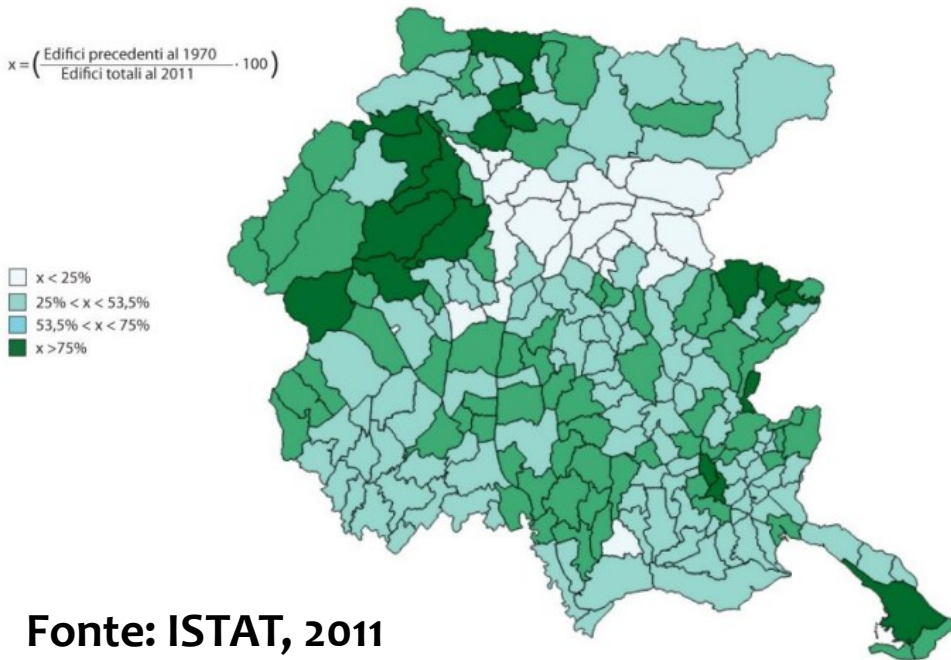 x = ( Edifici precedenti al 1970 / Edifici totali al 2011 · 100 )
x < 25%
25% < x < 53,5%
53,5% < x < 75%
x >75%
Fonte: ISTAT, 2011